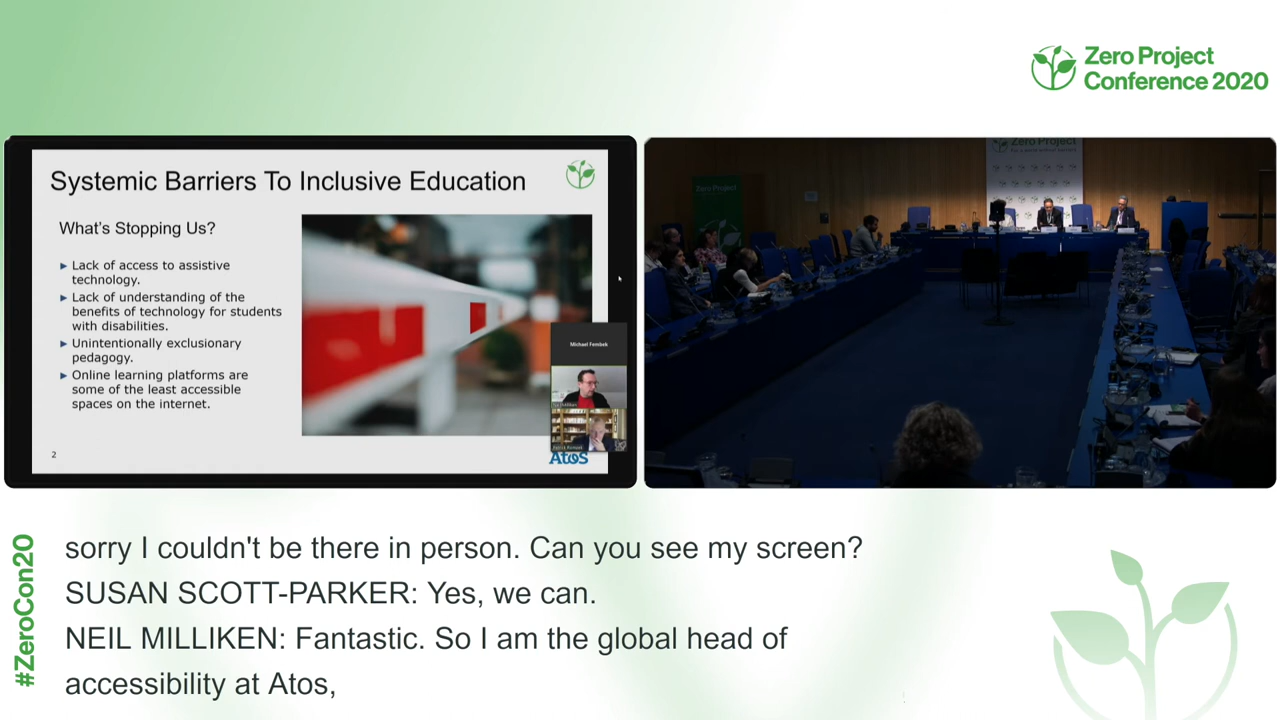 Zero Project
Conference 2020
Systemic Barriers To Inclusive Education
What's Stopping Us?
Lack of access to assistive
technology.
Lack of understanding of the
benefits of technology for students
with disabilities.
Unintentionally exclusionary
pedagogy.
Online learning platforms are
some of the least accessible
spaces on the internet.
2
Michael Fembek
Atos
Zero Project
Zero Project
#ZeroCon20
sorry I couldn't be there in person. Can you see my screen?
SUSAN SCOTT-PARKER: Yes, we can.
NEIL MILLIKEN: Fantastic. So I am the global head of
accessibility at Atos,